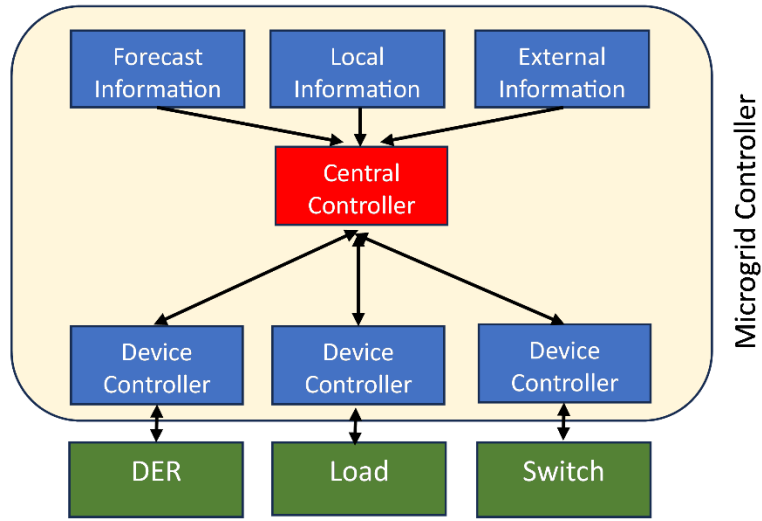 Forecast
Information
Local
Information
External
Information
Central
Controller
Microgrid Controller
Device
Controller
Device
Controller
Device
Controller
DER
Load
Switch